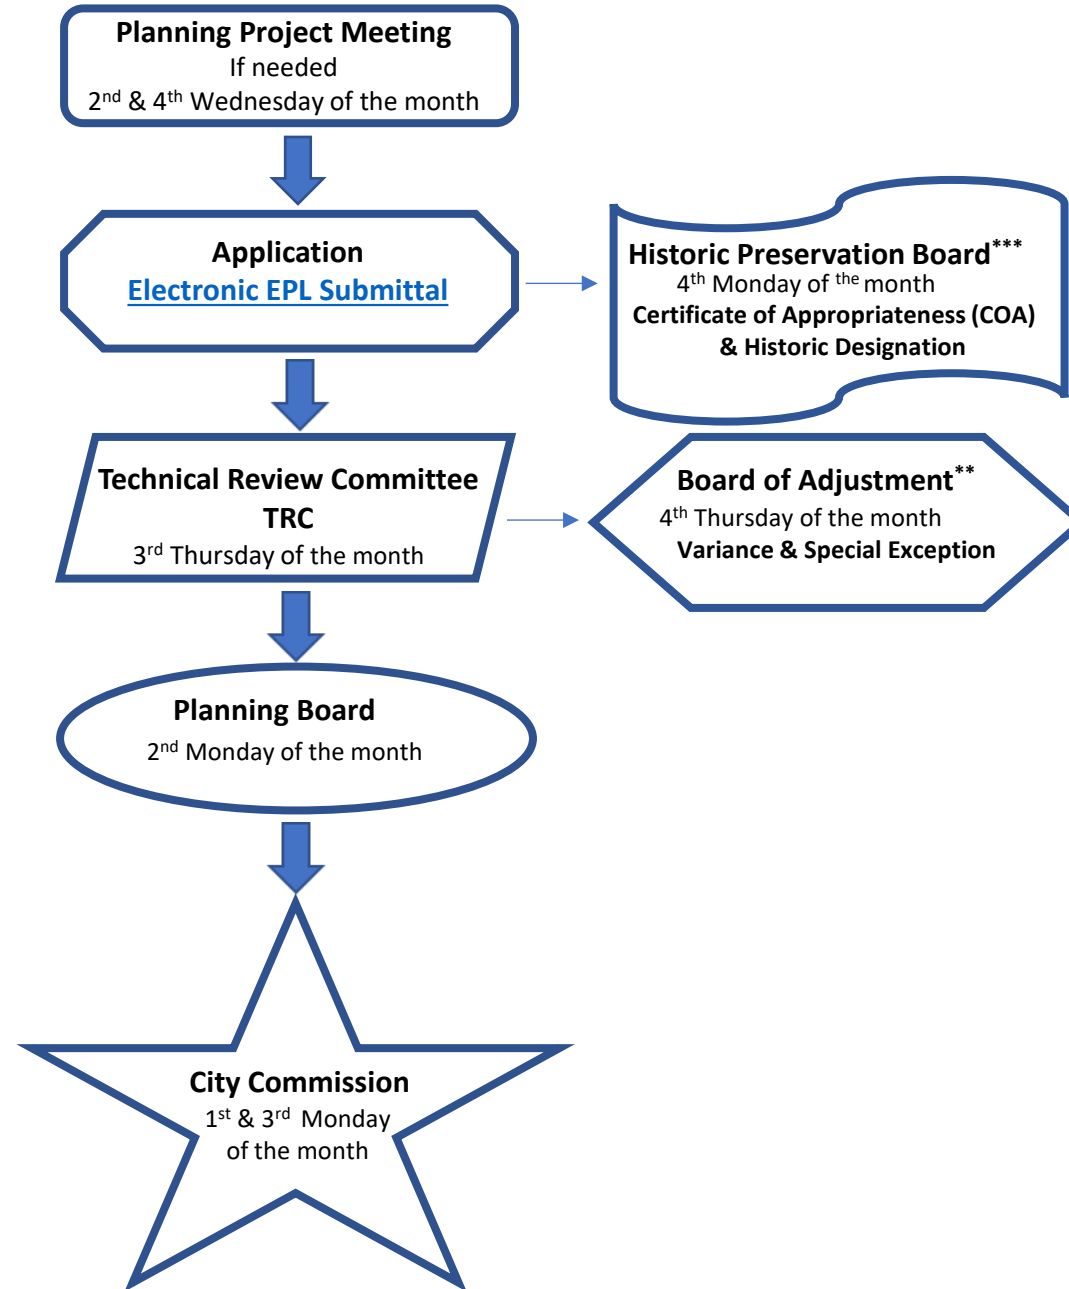 Planning Project Meeting
If needed
2nd & 4th Wednesday of the month
Application
Electronic EPL Submittal
Historic Preservation Board***
4th Monday of the month
Certificate of Appropriateness (COA)
& Historic Designation
Technical Review Committee
TRC
3rd Thursday of the month
Board of Adjustment**
4th Thursday of the month
Variance & Special Exception
Planning Board
2nd Monday of the month
City Commission
1st & 3rd Monday
of the month